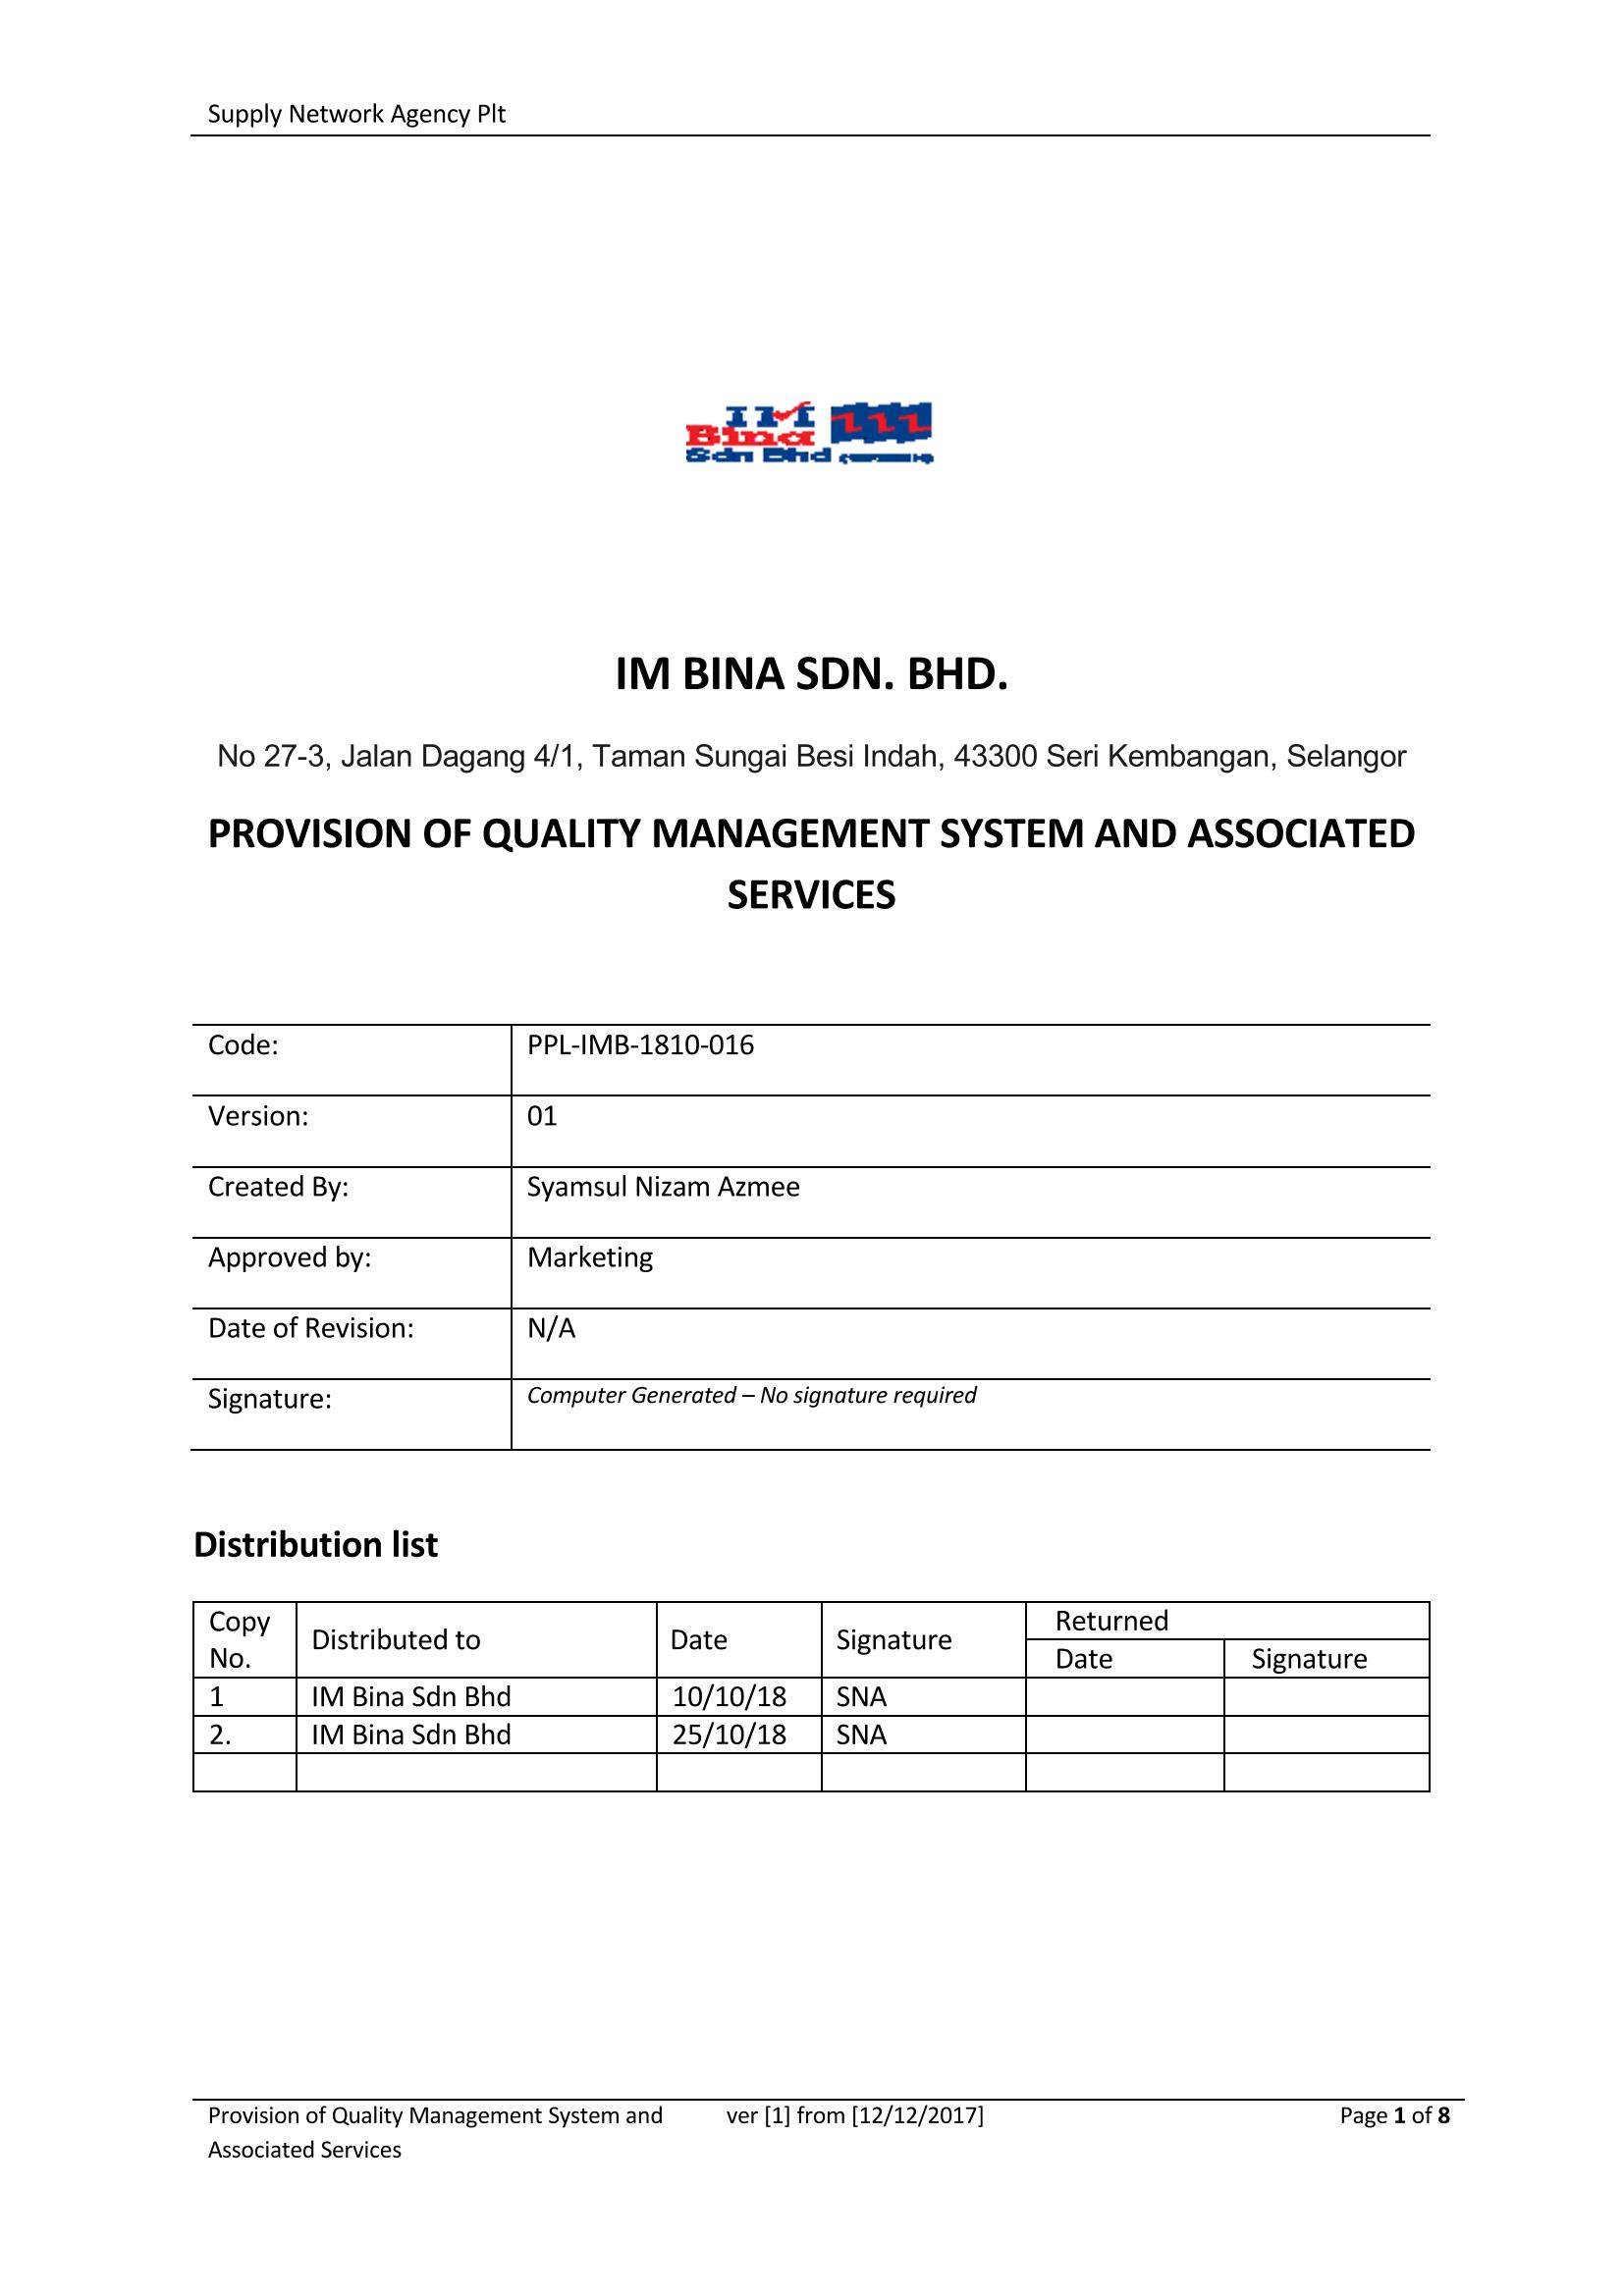 Supply Network Agency Plt
IM
Bina
Sdn Bhd
IM BINA SDN. BHD.
No 27-3, Jalan Dagang 4/1, Taman Sungai Besi Indah, 43300 Seri Kembangan, Selangor
PROVISION OF QUALITY MANAGEMENT SYSTEM AND ASSOCIATED
SERVICES
Code: PPL-IMB-1810-016
Version: 01
Created By: Syamsul Nizam Azmee
Approved by: Marketing
Date of Revision: N/A
Signature: Computer Generated – No signature required
Distribution list
Copy No. Distributed to Date Signature Returned
Date Signature
1 IM Bina Sdn Bhd 10/10/18 SNA
2. IM Bina Sdn Bhd 25/10/18 SNA
Provision of Quality Management System and ver [1] from [12/12/2017] Page 1 of 8
Associated Services